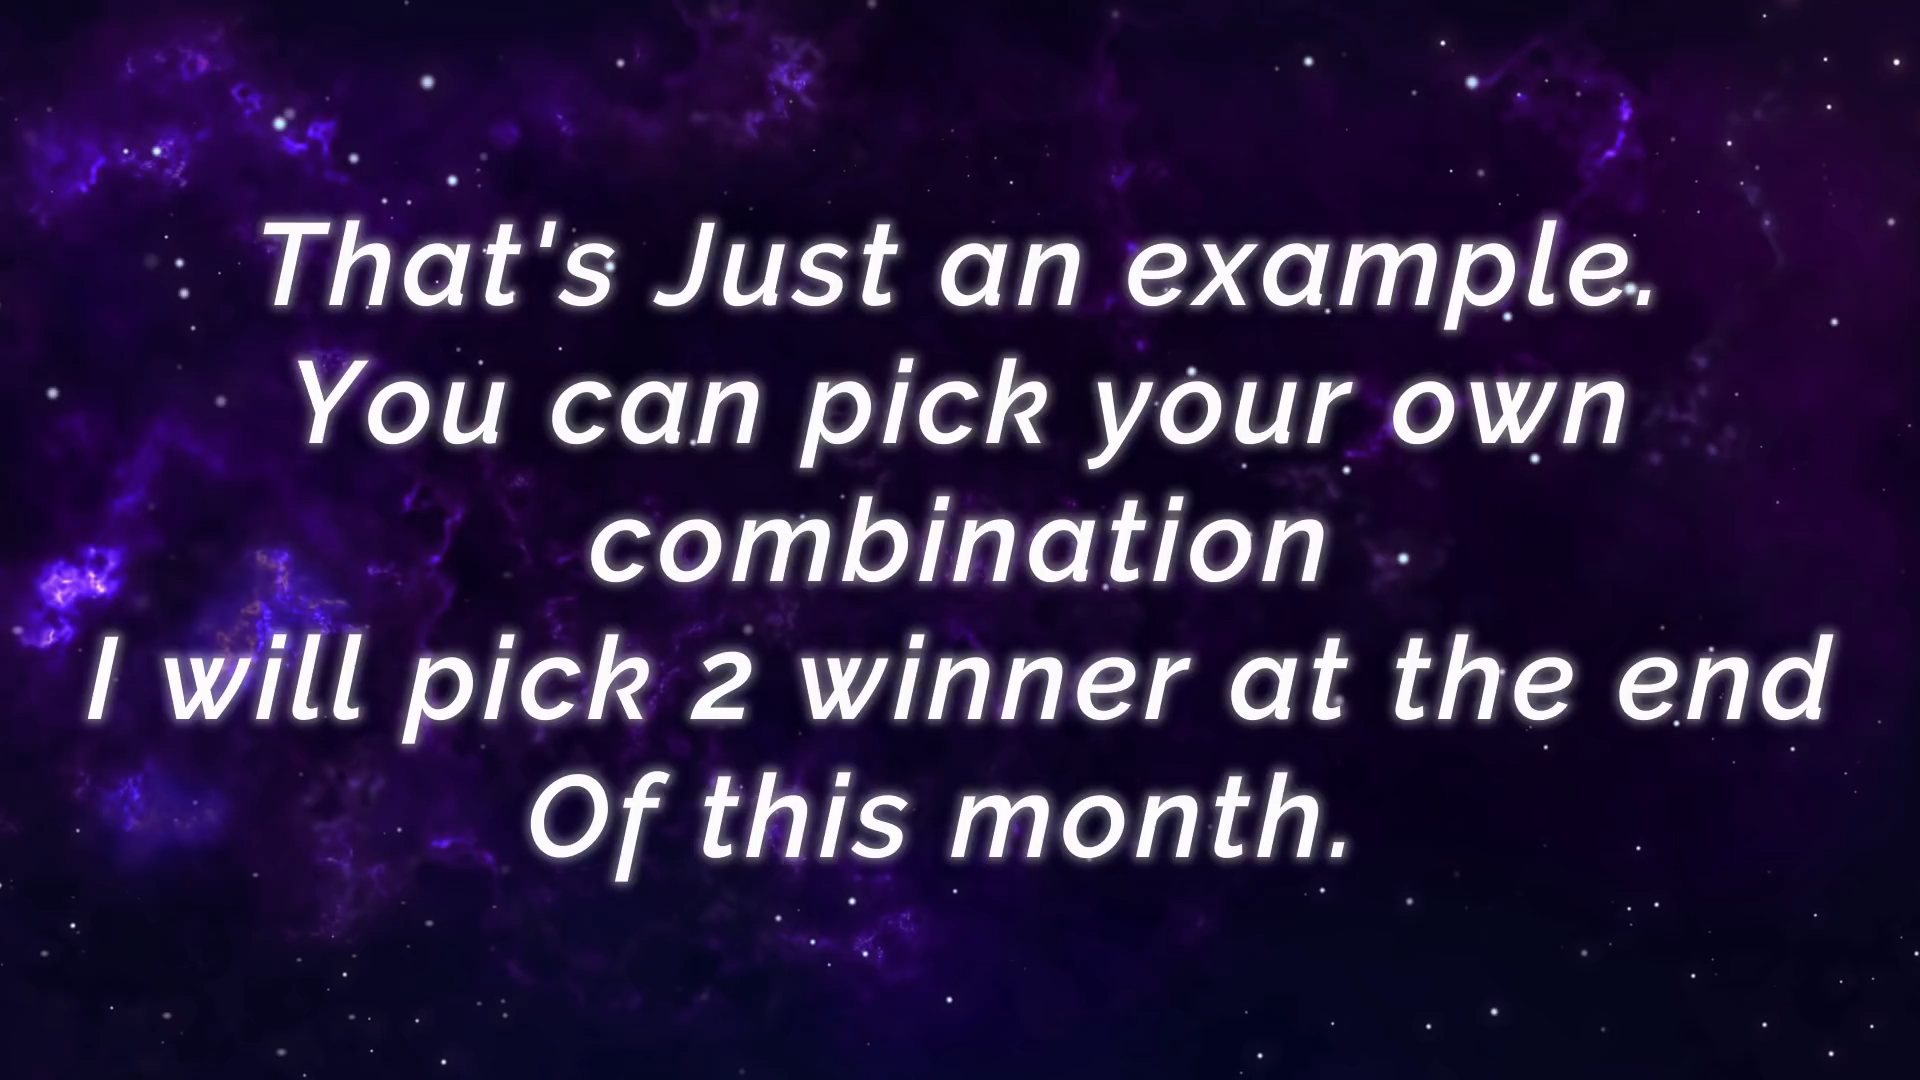 That's Just an example.
You can pick your own
combination
I will pick 2 winner at the end
Of this month.